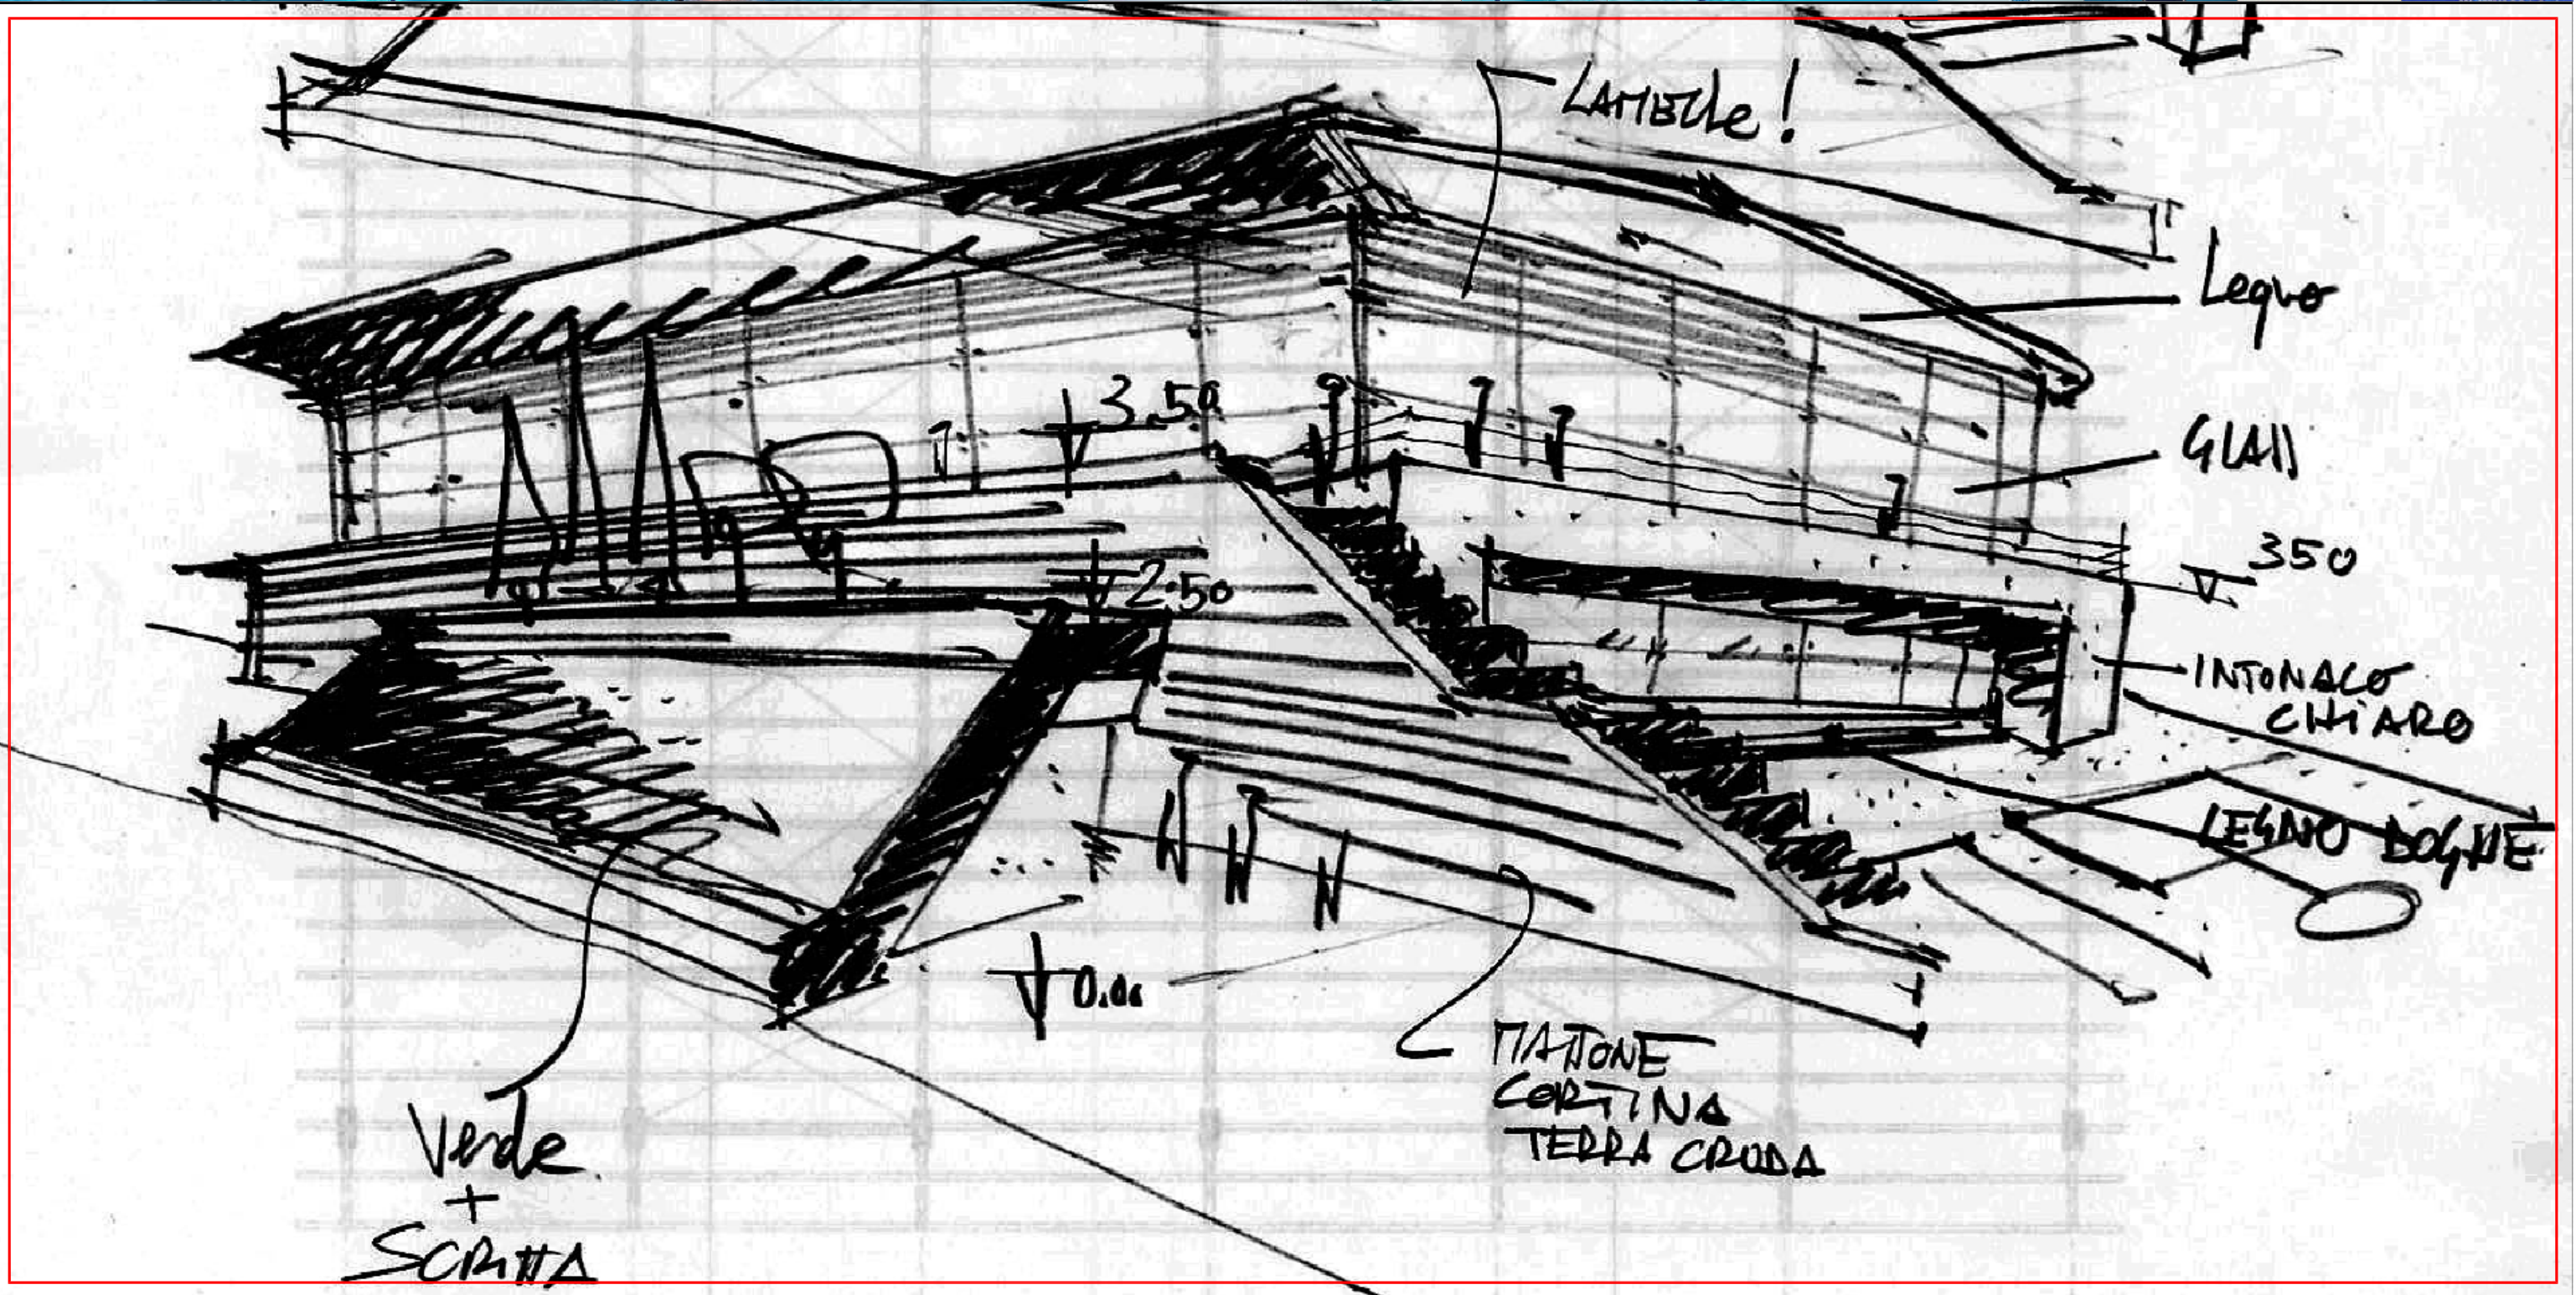 LAMELLE!
Legno
3.50
GLASS
350
2.50
INTONACO
CHIARO
LEGNO DOGHE
0.00
MATTONE
CORTINA
TERRA CRUDA
Verde
+
SCRITTA